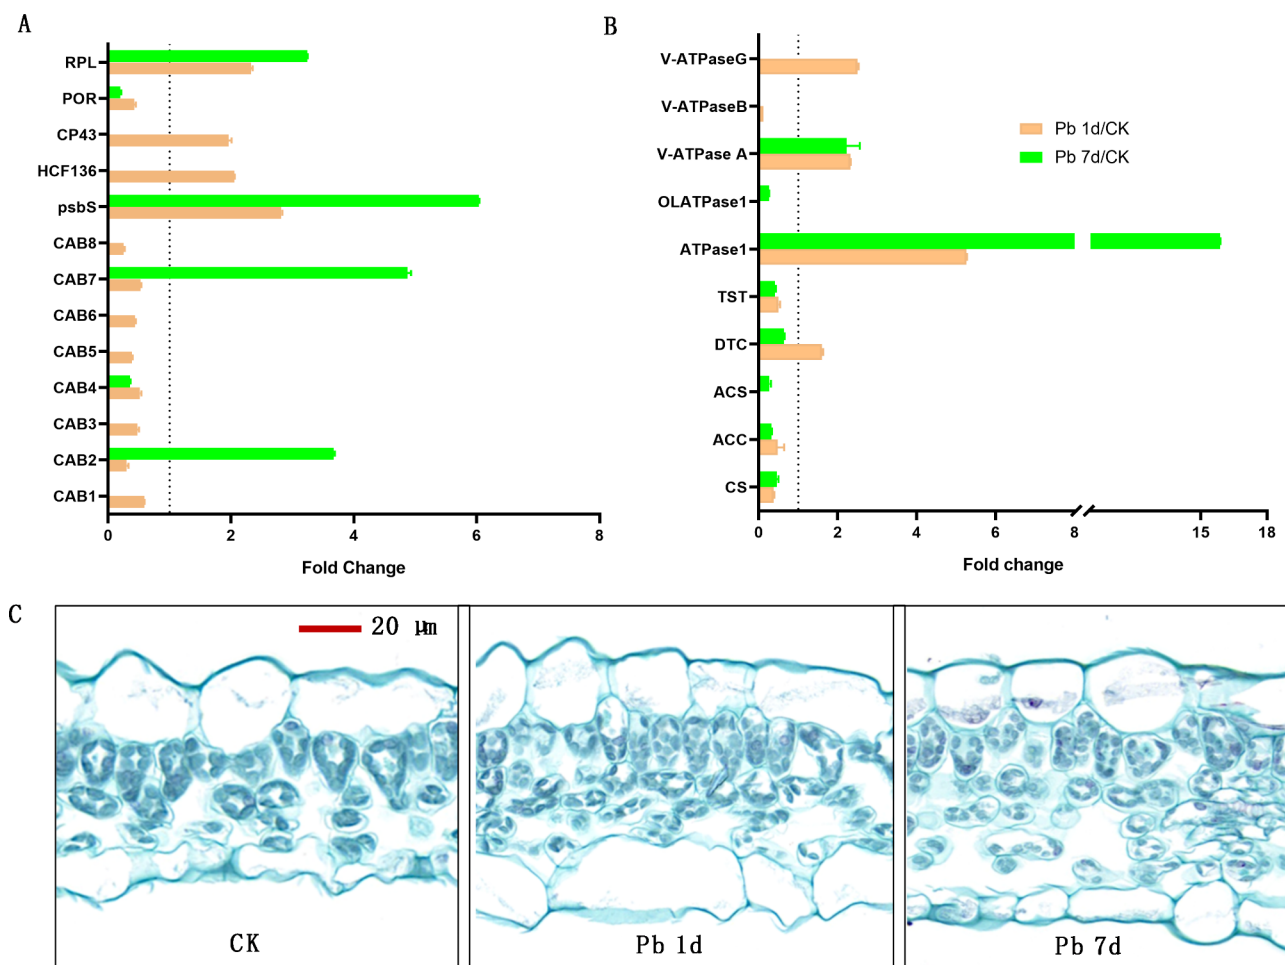 A
RPL
POR
CP43
HCF136
psbS
CAB8
CAB7
CAB6
CAB5
CAB4
CAB3
CAB2
CAB1
0 2 4 6 8
Fold Change
B
V-ATPaseG
V-ATPaseB
V-ATPase A
OLATPase1
ATPase1
TST
DTC
ACS
ACC
CS
0 2 4 6 8 15 18
Fold change
Pb 1d/CK
Pb 7d/CK
C
20 μm
CK
Pb 1d
Pb 7d